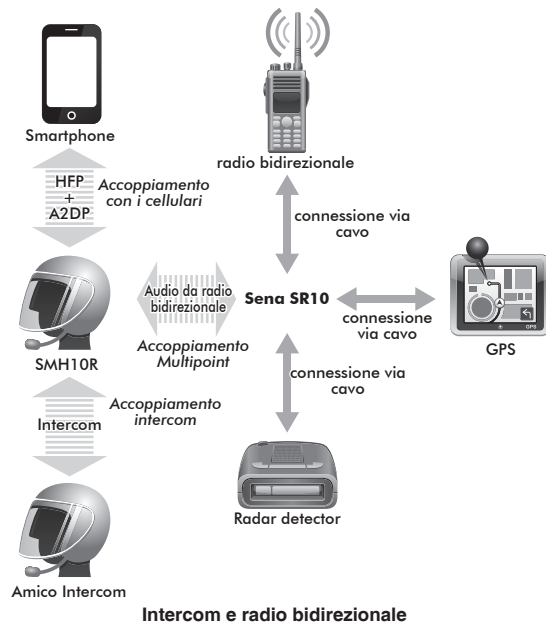 Smartphone
radio bidirezionale
HFP
+
A2DP
Accoppiamento
con i cellulari
connessione via
cavo
Audio da radio
bidirezionale
Sena SR10
connessione
via cavo
GPS
GPS
SMH10R
Accoppiamento
Multipoint
connessione via
cavo
Intercom
Accoppiamento
intercom
Radar detector
Amico Intercom
Intercom e radio bidirezionale